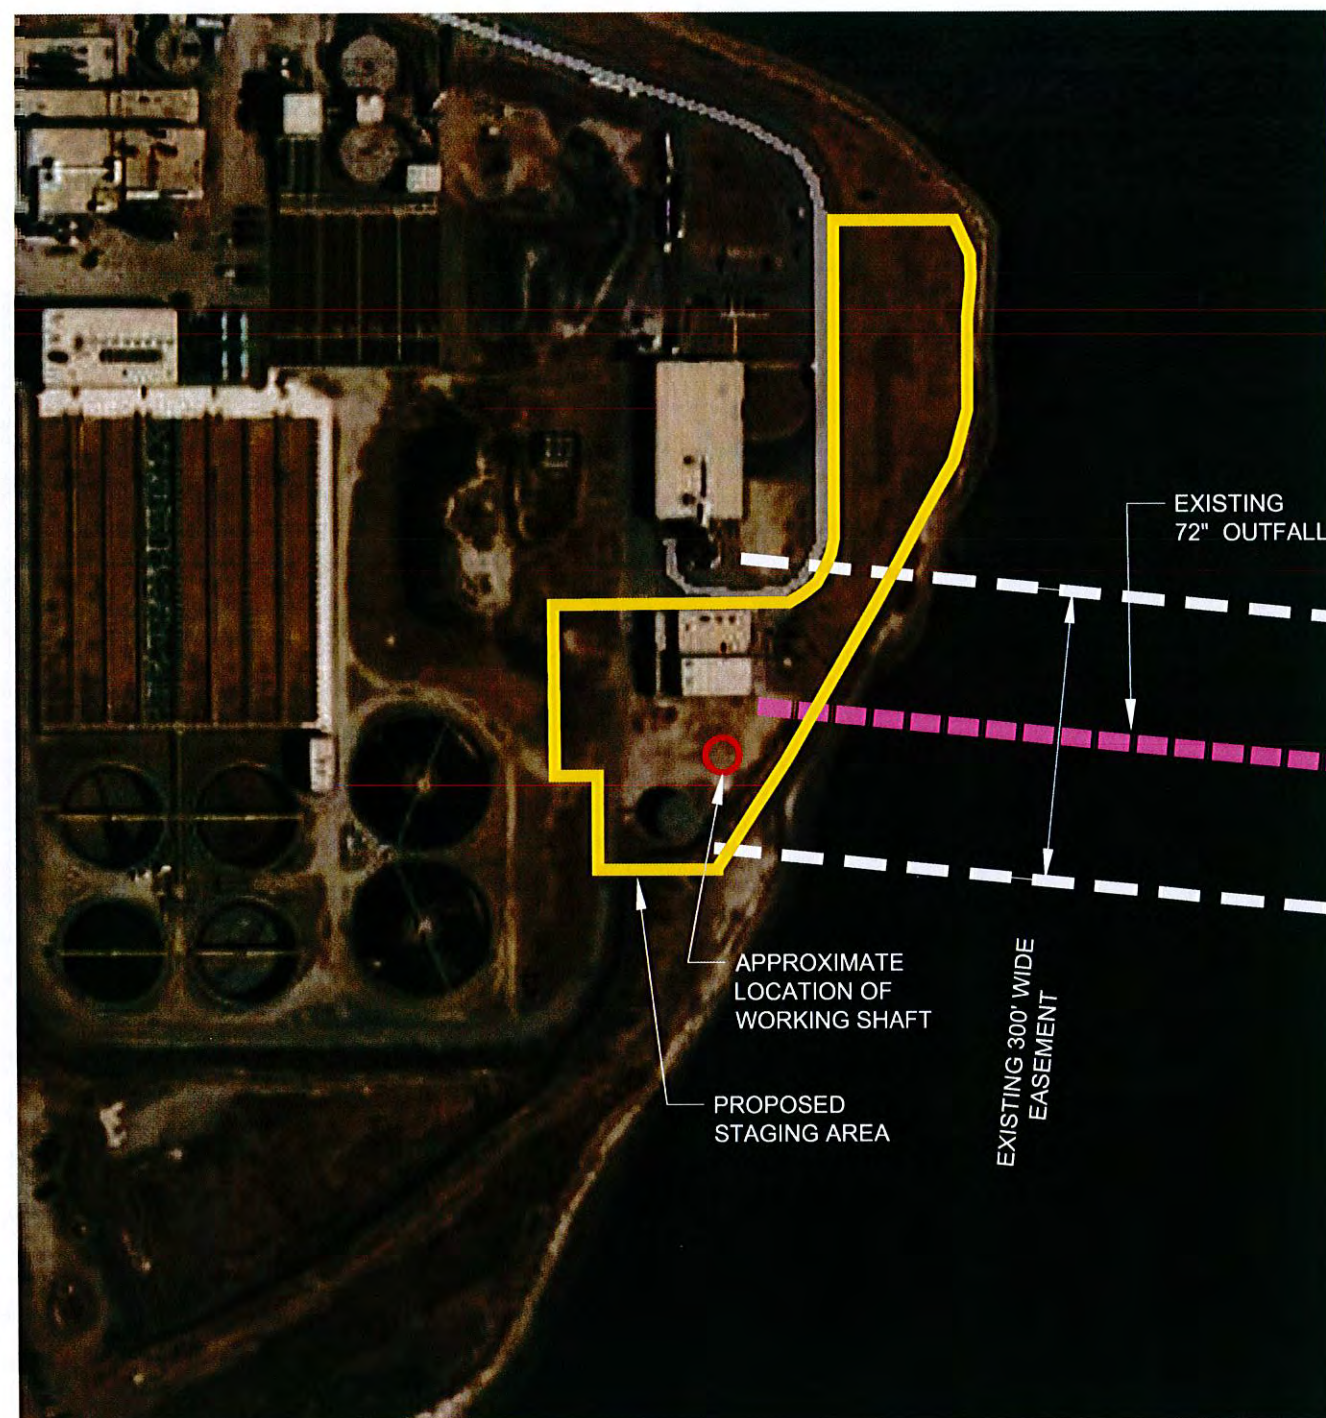 EXISTING
72" OUTFALL
APPROXIMATE
LOCATION OF
WORKING SHAFT
PROPOSED
STAGING AREA
EXISTING 300' WIDE
EASEMENT